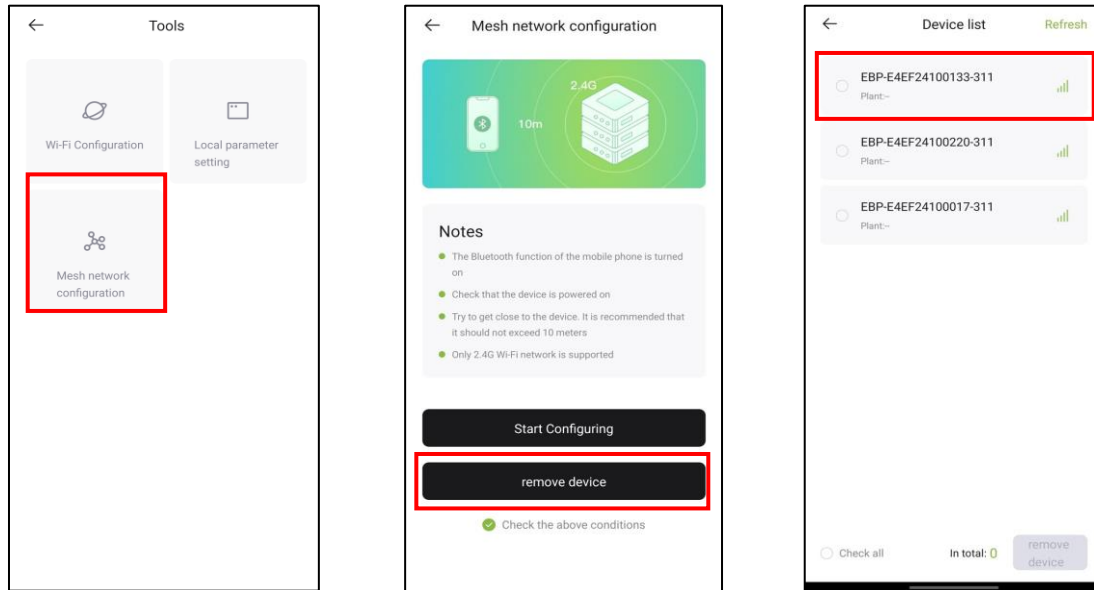 Tools
Wi-Fi Configuration
Local parameter
setting
Mesh network
configuration
Mesh network configuration
2.4G
10m
Notes
The Bluetooth function of the mobile phone is turned
on
Check that the device is powered on
Try to get close to the device. It is recommended that
it should not exceed 10 meters
Only 2.4G Wi-Fi network is supported
Start Configuring
remove device
Check the above conditions
Device list
Refresh
EBP-E4EF24100133-311
Plant:--
EBP-E4EF24100220-311
Plant:--
EBP-E4EF24100017-311
Plant:--
Check all
In total: 0
remove
device